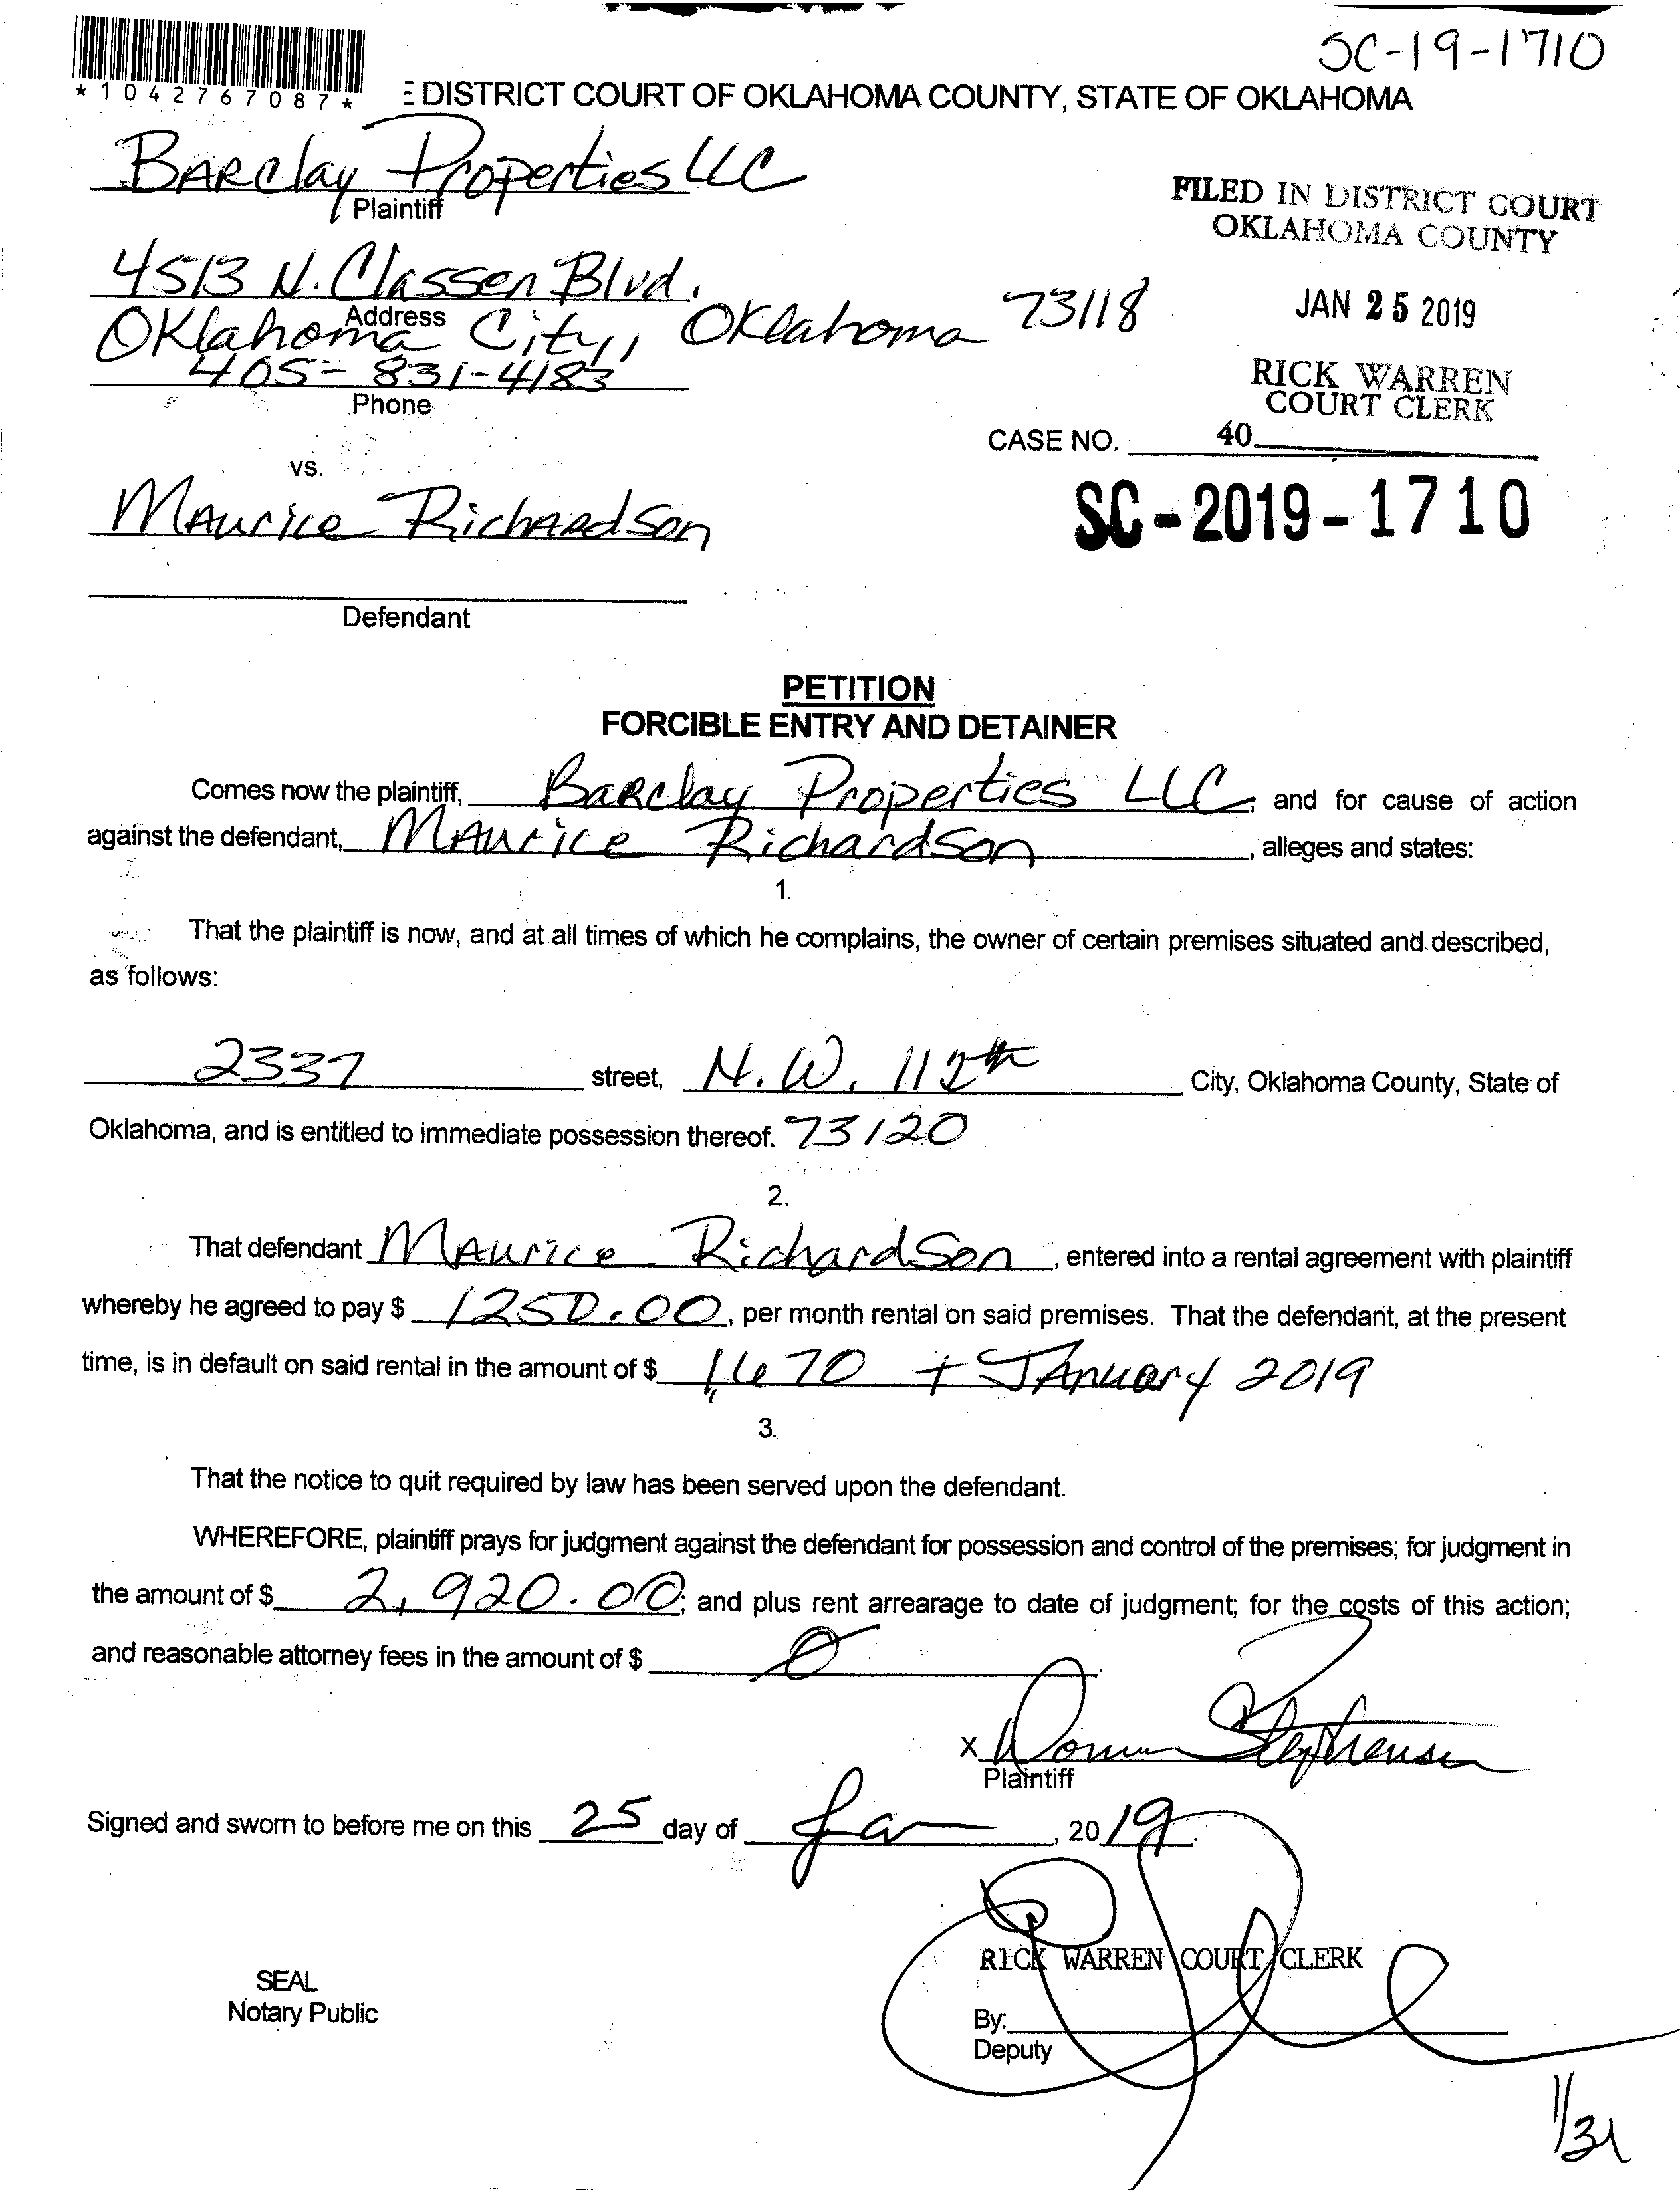 SC-19-1710
*1042767087*
DISTRICT COURT OF OKLAHOMA COUNTY, STATE OF OKLAHOMA
Barclay Properties LLC
Plaintiff
FILED IN DISTRICT COURT
OKLAHOMA COUNTY
4513 N. Classen Blvd.
Address
Oklahoma City, Oklahoma 73118
JAN 25 2019
405-831-4183
Phone
RICK WARREN
COURT CLERK
CASE NO. 40
vs.
SC-2019-1710
Maurice Richardson
Defendant
PETITION
FORCIBLE ENTRY AND DETAINER
Comes now the plaintiff, Barclay Properties LLC, and for cause of action
against the defendant, Maurice Richardson, alleges and states:
1.
That the plaintiff is now, and at all times of which he complains, the owner of certain premises situated and described,
as follows:
2337 street, N.W. 112th City, Oklahoma County, State of
Oklahoma, and is entitled to immediate possession thereof. 73120
2.
That defendant Maurice Richardson, entered into a rental agreement with plaintiff
whereby he agreed to pay $ 1250.00, per month rental on said premises. That the defendant, at the present
time, is in default on said rental in the amount of $ 1,670 + January 2019
3.
That the notice to quit required by law has been served upon the defendant.
WHEREFORE, plaintiff prays for judgment against the defendant for possession and control of the premises; for judgment in
the amount of $ 2,920.00; and plus rent arrearage to date of judgment; for the costs of this action;
and reasonable attorney fees in the amount of $ 0.
X Donna Stephenson
Plaintiff
Signed and sworn to before me on this 25 day of Jan, 2019.
RICK WARREN COURT CLERK
SEAL
Notary Public
By:
Deputy
1/31